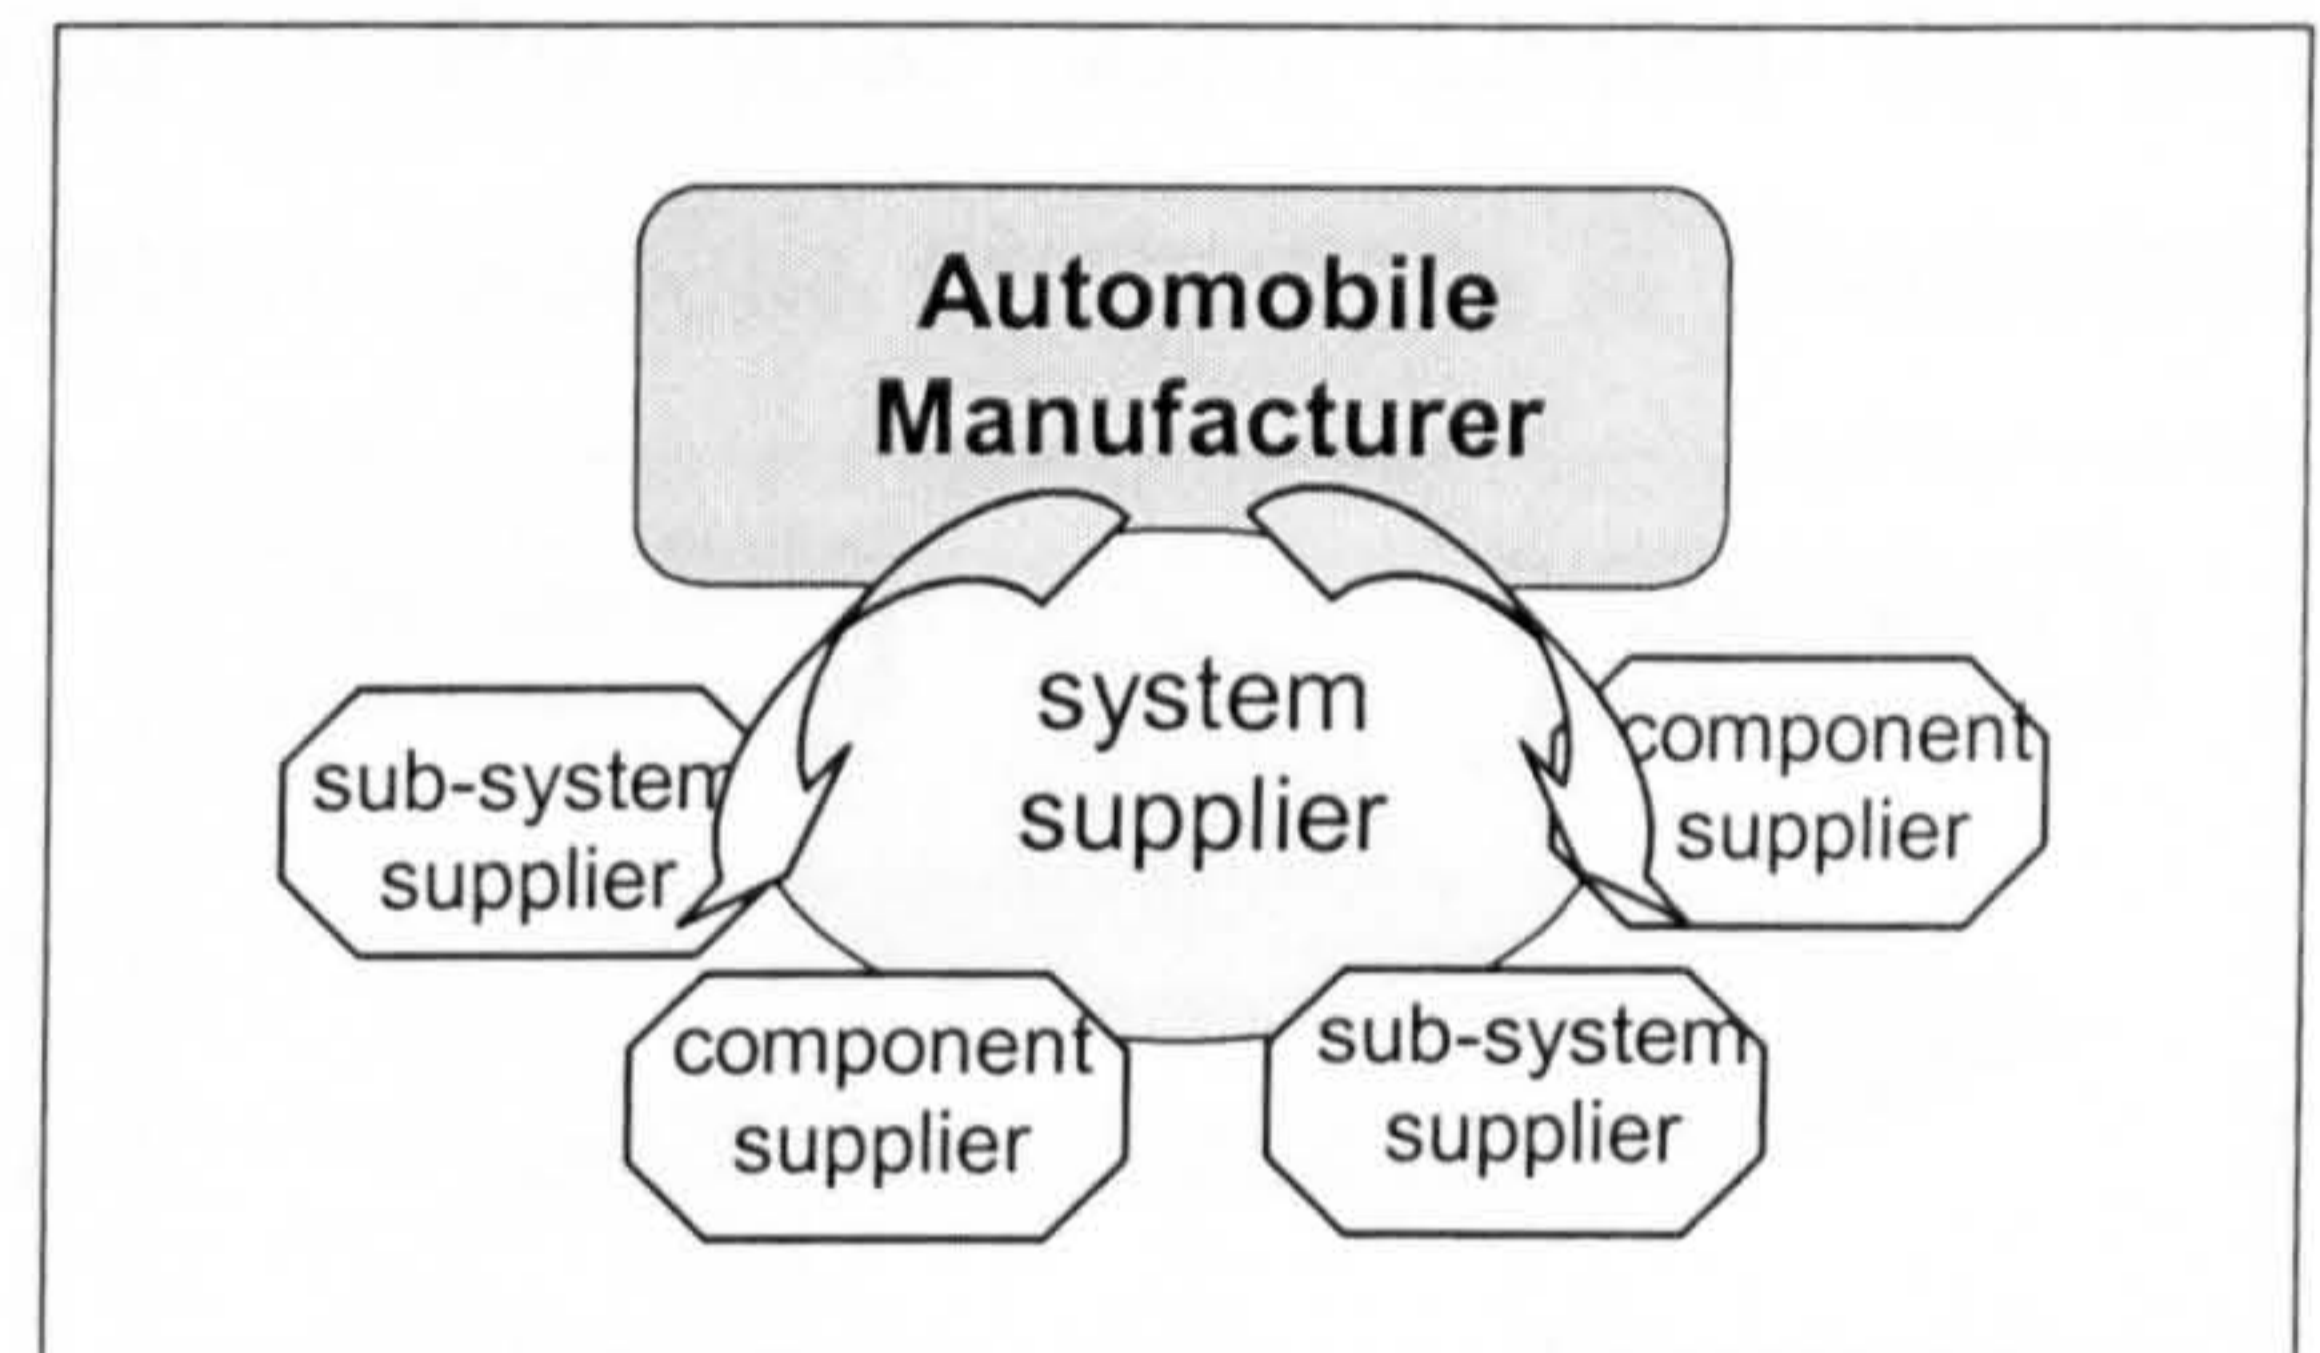 Automobile
Manufacturer
system
supplier
sub-system
supplier
component
supplier
component
supplier
sub-system
supplier